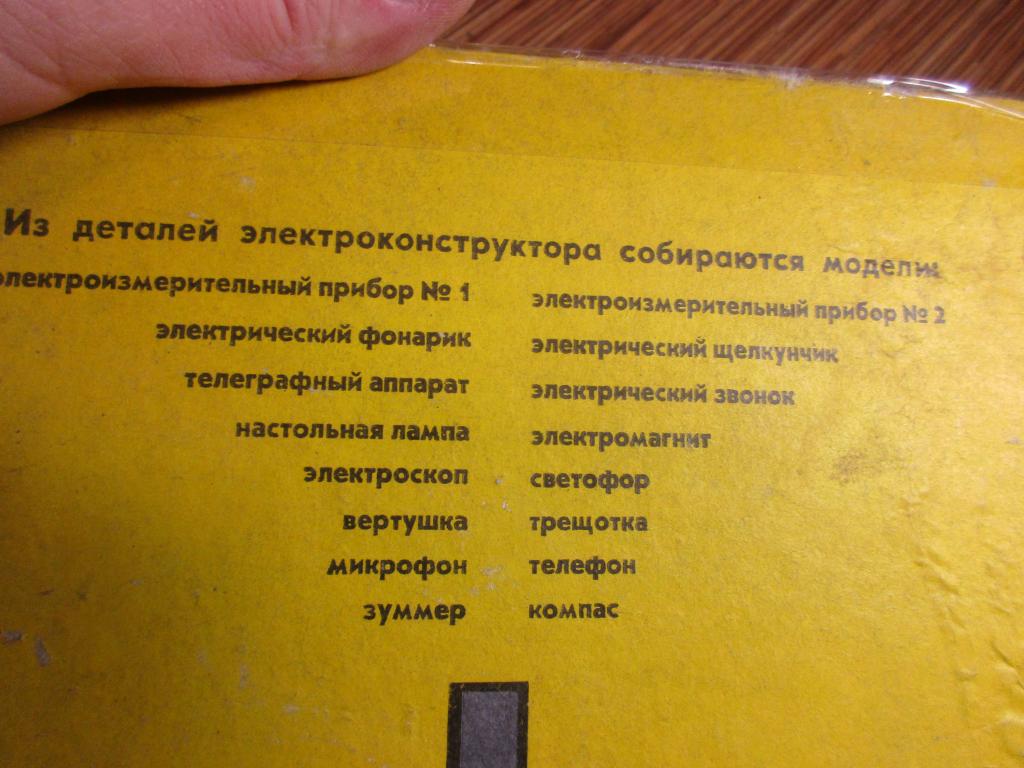 Из деталей электроконструктора собираются модели:
электроизмерительный прибор № 1
электрический фонарик
телеграфный аппарат
настольная лампа
электроскоп
вертушка
микрофон
зуммер
электроизмерительный прибор № 2
электрический щелкунчик
электрический звонок
электромагнит
светофор
трещотка
телефон
компас